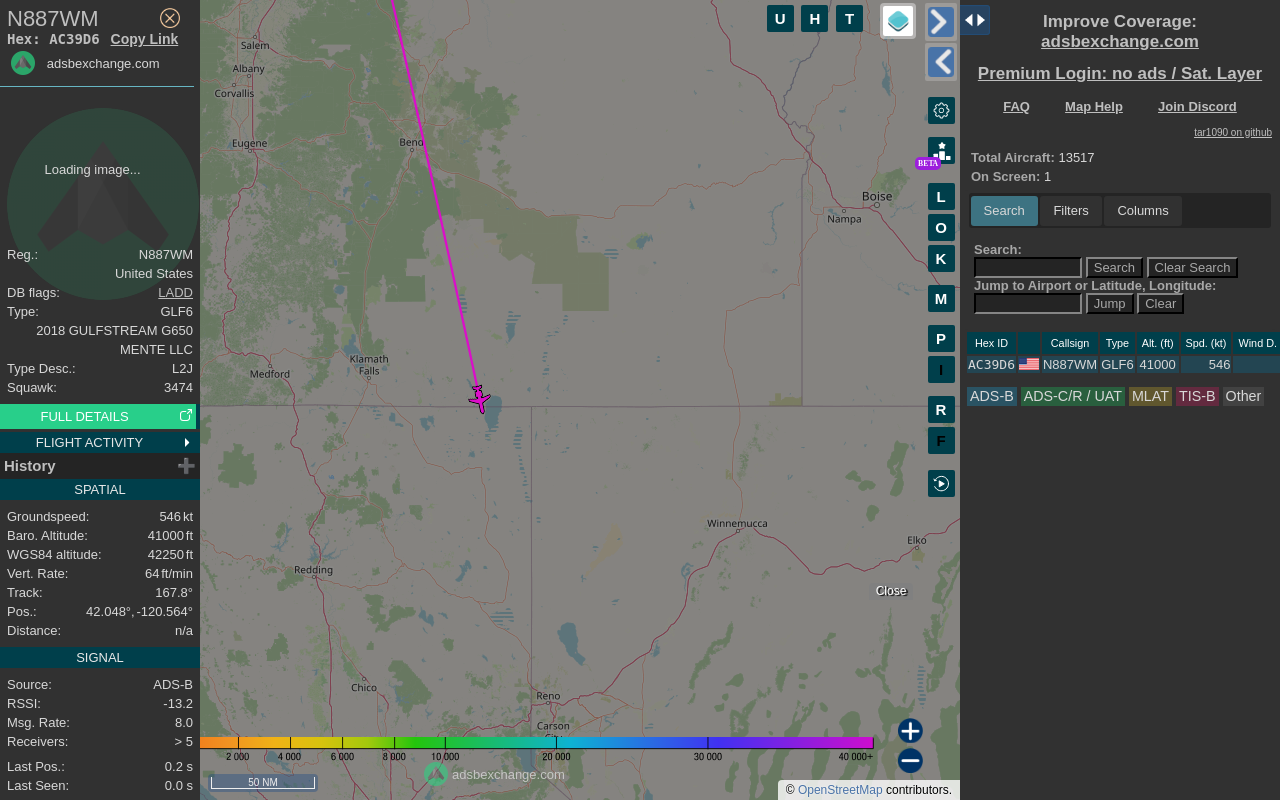 N887WM
Hex: AC39D6 Copy Link
adsbexchange.com
Loading image...
Reg.: N887WM
United States
DB flags: LADD
Type: GLF6
2018 GULFSTREAM G650
MENTE LLC
Type Desc.: L2J
Squawk: 3474
FULL DETAILS
FLIGHT ACTIVITY
History
SPATIAL
Groundspeed: 546 kt
Baro. Altitude: 41000 ft
WGS84 altitude: 42250 ft
Vert. Rate: 64 ft/min
Track: 167.8°
Pos.: 42.048°, -120.564°
Distance: n/a
SIGNAL
Source: ADS-B
RSSI: -13.2
Msg. Rate: 8.0
Receivers: > 5
Last Pos.: 0.2 s
Last Seen: 0.0 s
Salem
Albany
Corvallis
Eugene
Bend
Boise
Nampa
Klamath
Falls
Medford
Winnemucca
Elko
Redding
Chico
Reno
Carson
Close
U H T
BETA
L
O
K
M
P
I
R
F
2 000 4 000 6 000 8 000 10 000 20 000 30 000 40 000+
adsbexchange.com
50 NM
© OpenStreetMap contributors.
Improve Coverage:
adsbexchange.com
Premium Login: no ads / Sat. Layer
FAQ Map Help Join Discord
tar1090 on github
Total Aircraft: 13517
On Screen: 1
Search Filters Columns
Search:
Search Clear Search
Jump to Airport or Latitude, Longitude:
Jump Clear
Hex ID Callsign Type Alt. (ft) Spd. (kt) Wind D.
AC39D6 N887WM GLF6 41000 546
ADS-B ADS-C/R / UAT MLAT TIS-B Other